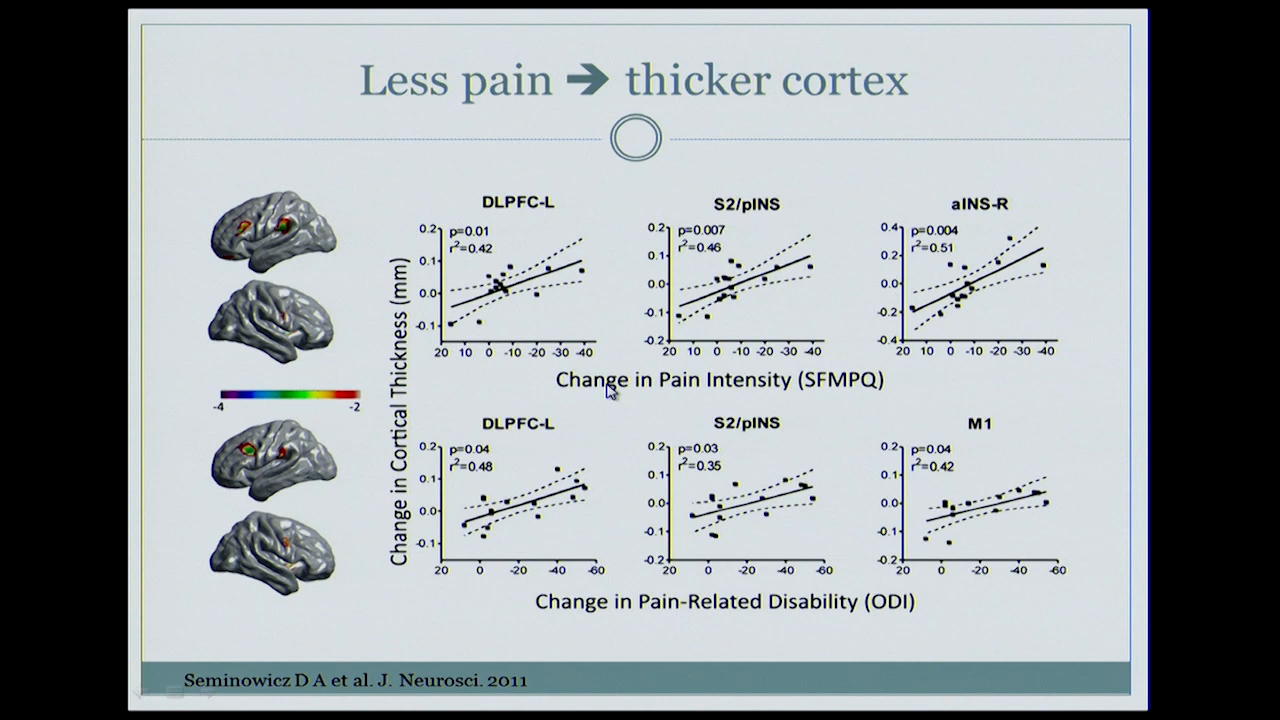 Less pain ➔ thicker cortex
DLPFC-L
S2/pINS
aINS-R
p=0.01
r²=0.42
p=0.007
r²=0.46
p=0.004
r²=0.51
0.2
0.1
0.0
-0.1
20 10 0 -10 -20 -30 -40
0.2
0.1
0.0
-0.1
-0.2
20 10 0 -10 -20 -30 -40
0.4
0.2
0.0
-0.2
-0.4
20 10 0 -10 -20 -30 -40
Change in Cortical Thickness (mm)
Change in Pain Intensity (SFMPQ)
-4 -2
DLPFC-L
S2/pINS
M1
p=0.04
r²=0.48
p=0.03
r²=0.35
p=0.04
r²=0.42
0.2
0.1
0.0
-0.1
20 0 -20 -40 -60
0.2
0.1
0.0
-0.1
-0.2
20 0 -20 -40 -60
0.2
0.1
0.0
-0.1
-0.2
20 0 -20 -40 -60
Change in Pain-Related Disability (ODI)
Seminowicz D A et al. J. Neurosci. 2011